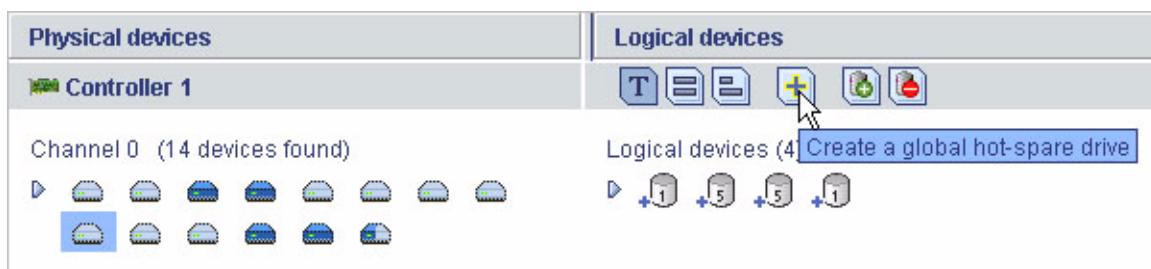 Physical devices
Logical devices
Controller 1
T
Channel 0 (14 devices found)
Logical devices (4)
Create a global hot-spare drive
1 5 5 1